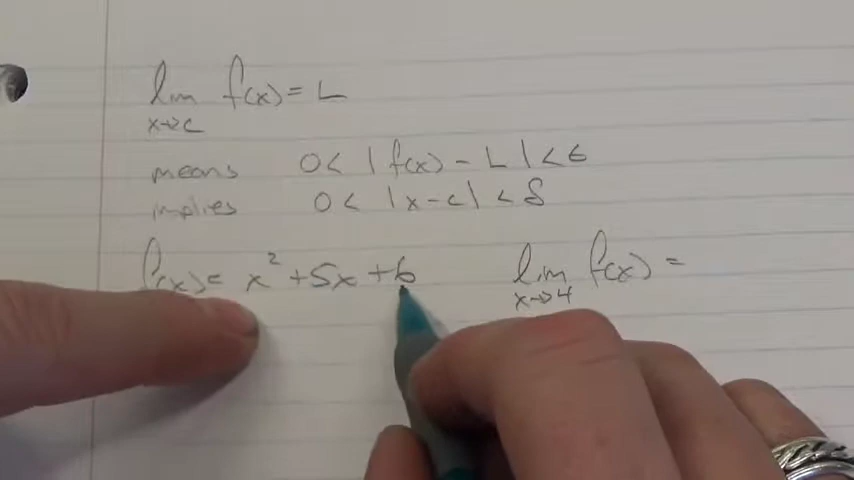 lim f(x) = L
x→c
means 0 < |f(x) - L| < ε
implies 0 < |x-c| < δ
f(x) = x² + 5x + 6 lim f(x) =
x→4